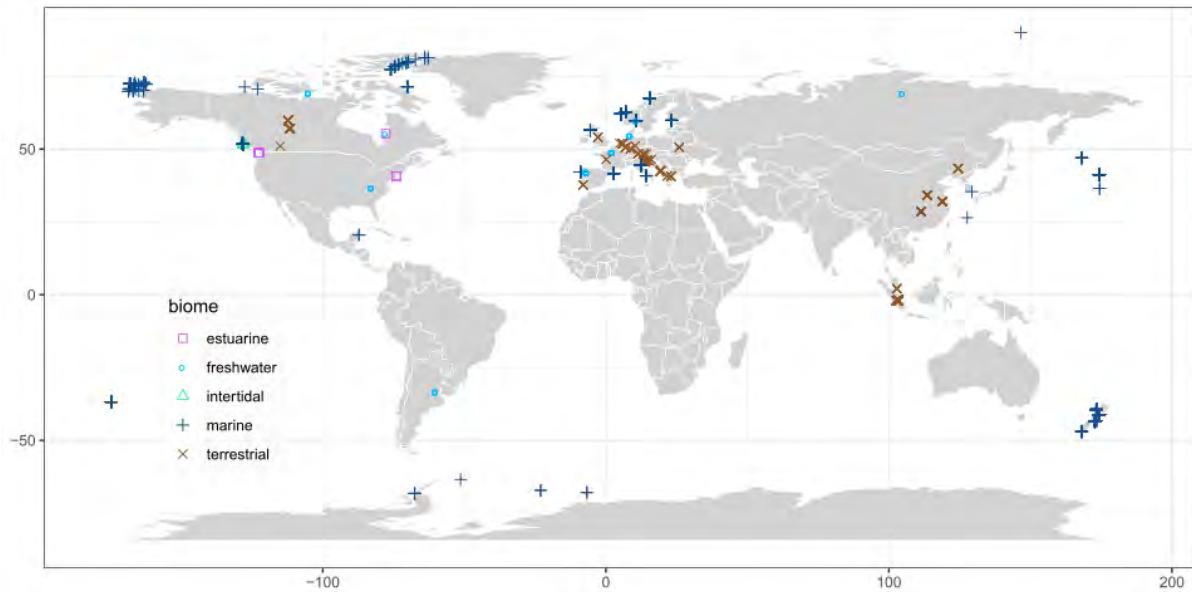 50
0
−50
biome
estuarine
freshwater
intertidal
marine
terrestrial
−100
0
100
200